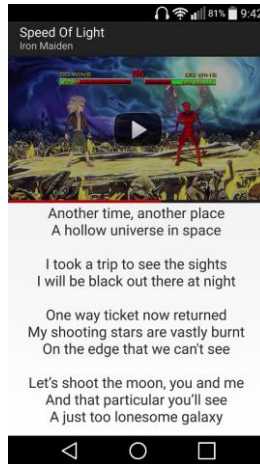 81% 9:42
Speed Of Light
Iron Maiden
Another time, another place
A hollow universe in space
I took a trip to see the sights
I will be black out there at night
One way ticket now returned
My shooting stars are vastly burnt
On the edge that we can't see
Let's shoot the moon, you and me
And that particular you'll see
A just too lonesome galaxy